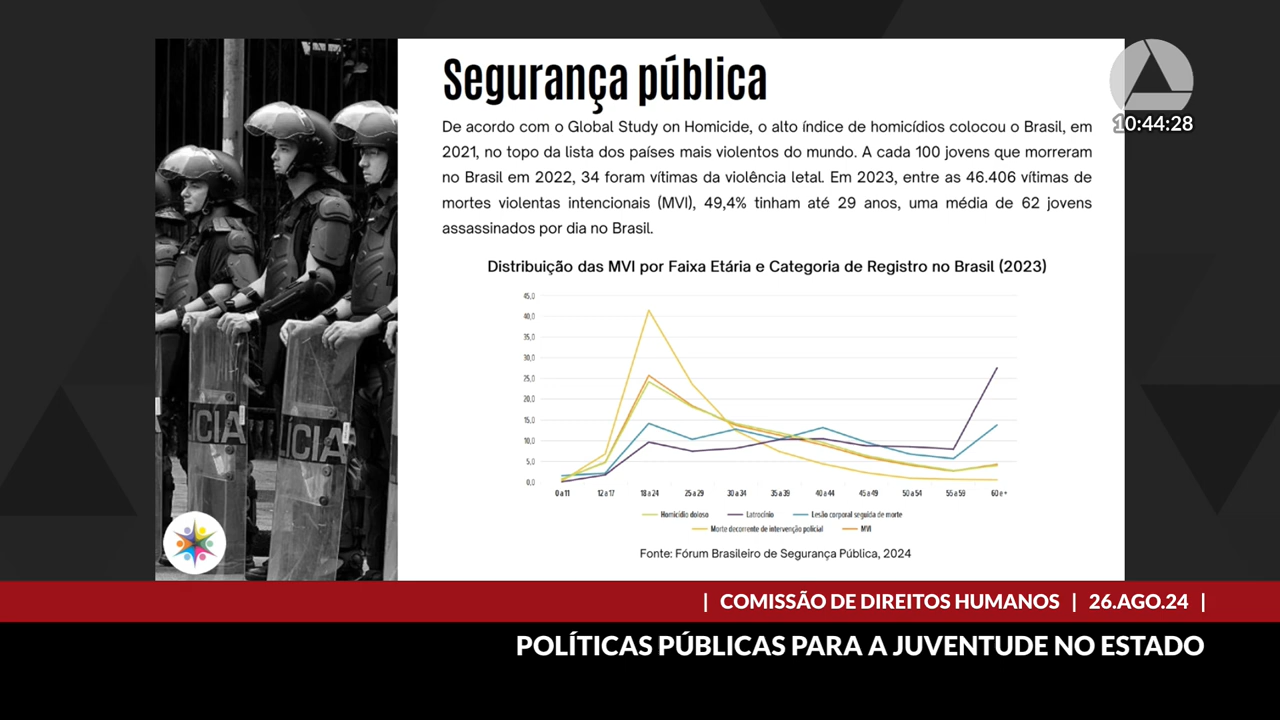 Segurança pública
De acordo com o Global Study on Homicide, o alto índice de homicídios colocou o Brasil, em
2021, no topo da lista dos países mais violentos do mundo. A cada 100 jovens que morreram
no Brasil em 2022, 34 foram vítimas da violência letal. Em 2023, entre as 46.406 vítimas de
mortes violentas intencionais (MVI), 49,4% tinham até 29 anos, uma média de 62 jovens
assassinados por dia no Brasil.
10:44:28
Distribuição das MVI por Faixa Etária e Categoria de Registro no Brasil (2023)
45,0
40,0
35,0
30,0
25,0
20,0
15,0
10,0
5,0
0,0
0 a 11 12 a 17 18 a 24 25 a 29 30 a 34 35 a 39 40 a 44 45 a 49 50 a 54 55 a 59 60 e +
Homicídio doloso Latrocínio Lesão corporal seguida de morte
Morte decorrente de intervenção policial MVI
Fonte: Fórum Brasileiro de Segurança Pública, 2024
ÍCIA
LÍCIA
| COMISSÃO DE DIREITOS HUMANOS | 26.AGO.24 |
POLÍTICAS PÚBLICAS PARA A JUVENTUDE NO ESTADO